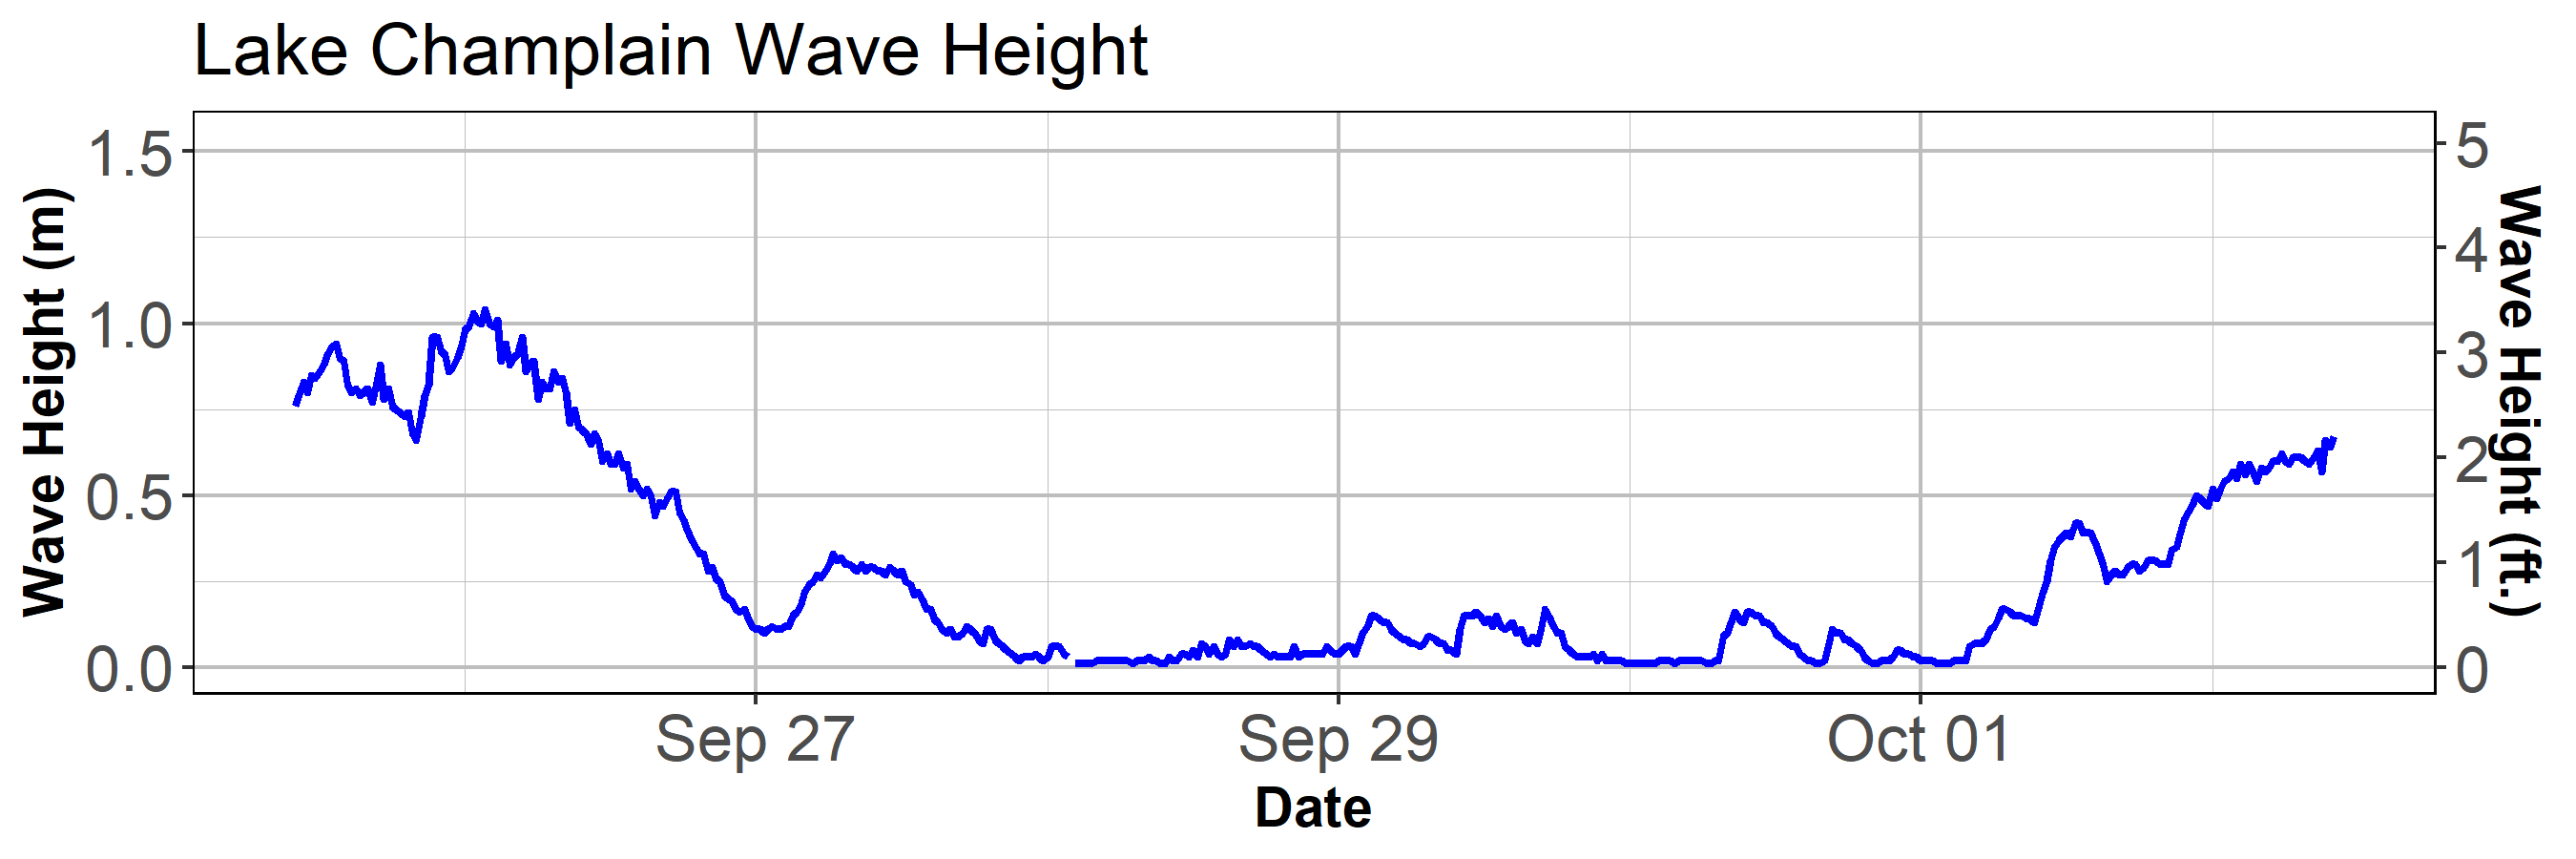 Lake Champlain Wave Height
Wave Height (m)
1.5
1.0
0.5
0.0
5
4
3
2
1
0
Wave Height (ft.)
Sep 27
Sep 29
Oct 01
Date